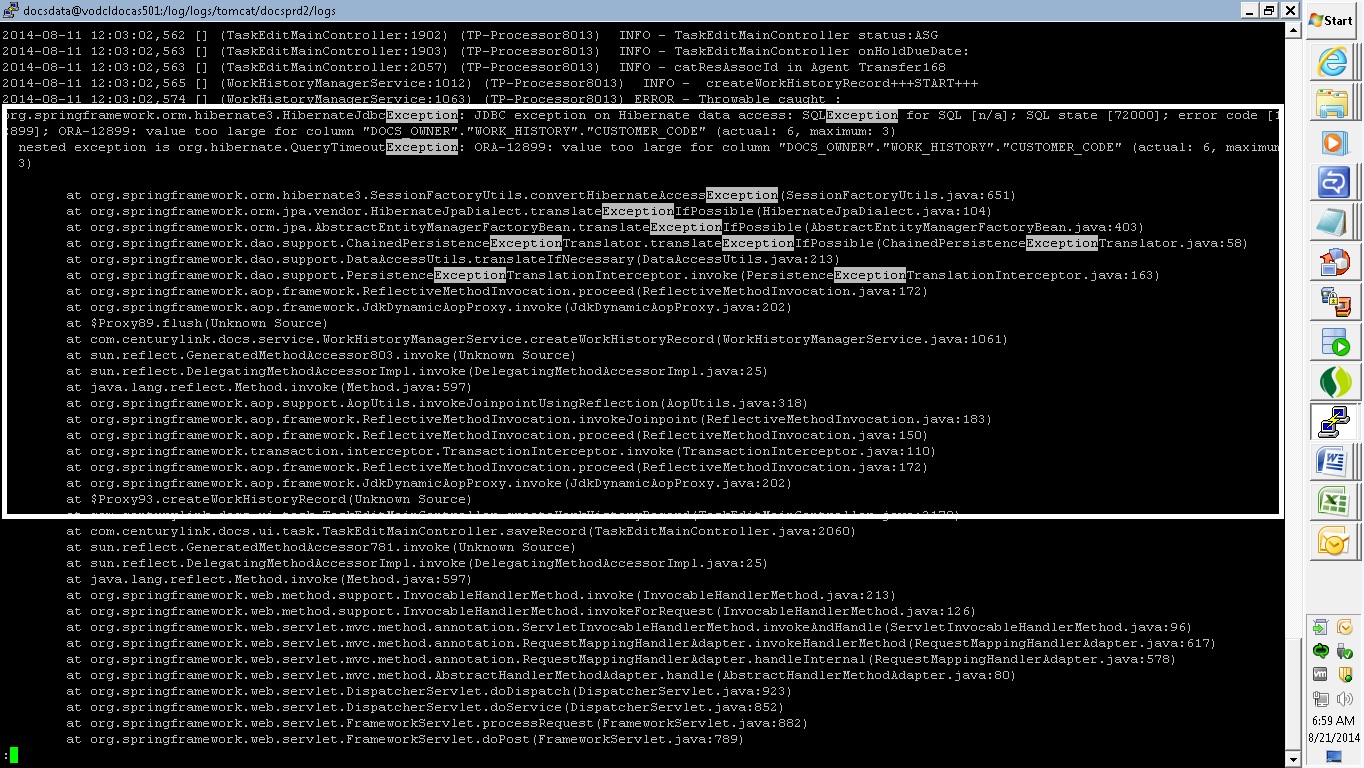 docsdata@vodcldocas501:/log/logs/tomcat/docsprd2/logs
2014-08-11 12:03:02,562 [] (TaskEditMainController:1902) (TP-Processor8013)  INFO - TaskEditMainController status:ASG
2014-08-11 12:03:02,563 [] (TaskEditMainController:1903) (TP-Processor8013)  INFO - TaskEditMainController onHoldDueDate:
2014-08-11 12:03:02,563 [] (TaskEditMainController:2057) (TP-Processor8013)  INFO - catResAssocId in Agent Transfer168
2014-08-11 12:03:02,565 [] (WorkHistoryManagerService:1012) (TP-Processor8013)  INFO -  createWorkHistoryRecord+++START+++
2014-08-11 12:03:02,574 [] (WorkHistoryManagerService:1063) (TP-Processor8013) ERROR - Throwable caught :
org.springframework.orm.hibernate3.HibernateJdbcException: JDBC exception on Hibernate data access: SQLException for SQL [n/a]; SQL state [72000]; error code [1
899]; ORA-12899: value too large for column "DOCS_OWNER"."WORK_HISTORY"."CUSTOMER_CODE" (actual: 6, maximum: 3)
nested exception is org.hibernate.QueryTimeoutException: ORA-12899: value too large for column "DOCS_OWNER"."WORK_HISTORY"."CUSTOMER_CODE" (actual: 6, maximum
3)
at org.springframework.orm.hibernate3.SessionFactoryUtils.convertHibernateAccessException(SessionFactoryUtils.java:651)
at org.springframework.orm.jpa.vendor.HibernateJpaDialect.translateExceptionIfPossible(HibernateJpaDialect.java:104)
at org.springframework.orm.jpa.AbstractEntityManagerFactoryBean.translateExceptionIfPossible(AbstractEntityManagerFactoryBean.java:403)
at org.springframework.dao.support.ChainedPersistenceExceptionTranslator.translateExceptionIfPossible(ChainedPersistenceExceptionTranslator.java:58)
at org.springframework.dao.support.DataAccessUtils.translateIfNecessary(DataAccessUtils.java:213)
at org.springframework.dao.support.PersistenceExceptionTranslationInterceptor.invoke(PersistenceExceptionTranslationInterceptor.java:163)
at org.springframework.aop.framework.ReflectiveMethodInvocation.proceed(ReflectiveMethodInvocation.java:172)
at org.springframework.aop.framework.JdkDynamicAopProxy.invoke(JdkDynamicAopProxy.java:202)
at $Proxy89.flush(Unknown Source)
at com.centurylink.docs.service.WorkHistoryManagerService.createWorkHistoryRecord(WorkHistoryManagerService.java:1061)
at sun.reflect.GeneratedMethodAccessor803.invoke(Unknown Source)
at sun.reflect.DelegatingMethodAccessorImpl.invoke(DelegatingMethodAccessorImpl.java:25)
at java.lang.reflect.Method.invoke(Method.java:597)
at org.springframework.aop.support.AopUtils.invokeJoinpointUsingReflection(AopUtils.java:318)
at org.springframework.aop.framework.ReflectiveMethodInvocation.invokeJoinpoint(ReflectiveMethodInvocation.java:183)
at org.springframework.aop.framework.ReflectiveMethodInvocation.proceed(ReflectiveMethodInvocation.java:150)
at org.springframework.transaction.interceptor.TransactionInterceptor.invoke(TransactionInterceptor.java:110)
at org.springframework.aop.framework.ReflectiveMethodInvocation.proceed(ReflectiveMethodInvocation.java:172)
at org.springframework.aop.framework.JdkDynamicAopProxy.invoke(JdkDynamicAopProxy.java:202)
at $Proxy93.createWorkHistoryRecord(Unknown Source)
at com.centurylink.docs.ui.task.TaskEditMainController.saveRecord(TaskEditMainController.java:2060)
at sun.reflect.GeneratedMethodAccessor781.invoke(Unknown Source)
at sun.reflect.DelegatingMethodAccessorImpl.invoke(DelegatingMethodAccessorImpl.java:25)
at java.lang.reflect.Method.invoke(Method.java:597)
at org.springframework.web.method.support.InvocableHandlerMethod.invoke(InvocableHandlerMethod.java:213)
at org.springframework.web.method.support.InvocableHandlerMethod.invokeForRequest(InvocableHandlerMethod.java:126)
at org.springframework.web.servlet.mvc.method.annotation.ServletInvocableHandlerMethod.invokeAndHandle(ServletInvocableHandlerMethod.java:96)
at org.springframework.web.servlet.mvc.method.annotation.RequestMappingHandlerAdapter.invokeHandlerMethod(RequestMappingHandlerAdapter.java:617)
at org.springframework.web.servlet.mvc.method.annotation.RequestMappingHandlerAdapter.handleInternal(RequestMappingHandlerAdapter.java:578)
at org.springframework.web.servlet.mvc.method.AbstractHandlerMethodAdapter.handle(AbstractHandlerMethodAdapter.java:80)
at org.springframework.web.servlet.DispatcherServlet.doDispatch(DispatcherServlet.java:923)
at org.springframework.web.servlet.DispatcherServlet.doService(DispatcherServlet.java:852)
at org.springframework.web.servlet.FrameworkServlet.processRequest(FrameworkServlet.java:882)
at org.springframework.web.servlet.FrameworkServlet.doPost(FrameworkServlet.java:789)
:
Start
6:59 AM
8/21/2014